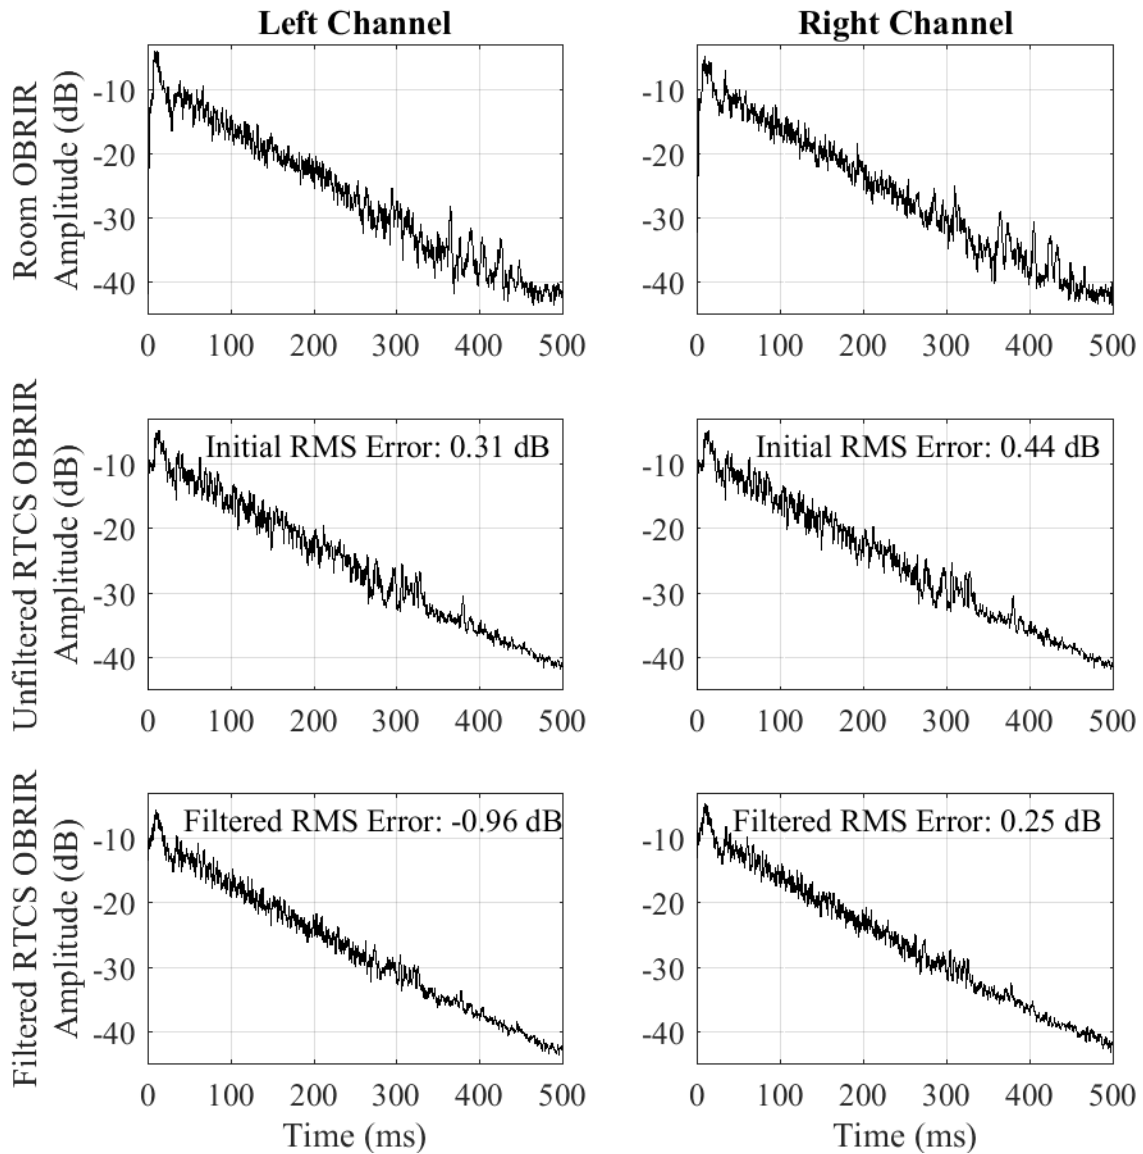 Left Channel
Right Channel
Room OBRIR
Amplitude (dB)
-10
-20
-30
-40
0 100 200 300 400 500
-10
-20
-30
-40
0 100 200 300 400 500
Unfiltered RTCS OBRIR
Amplitude (dB)
Initial RMS Error: 0.31 dB
-10
-20
-30
-40
0 100 200 300 400 500
Initial RMS Error: 0.44 dB
-10
-20
-30
-40
0 100 200 300 400 500
Filtered RTCS OBRIR
Amplitude (dB)
Filtered RMS Error: -0.96 dB
-10
-20
-30
-40
0 100 200 300 400 500
Time (ms)
Filtered RMS Error: 0.25 dB
-10
-20
-30
-40
0 100 200 300 400 500
Time (ms)